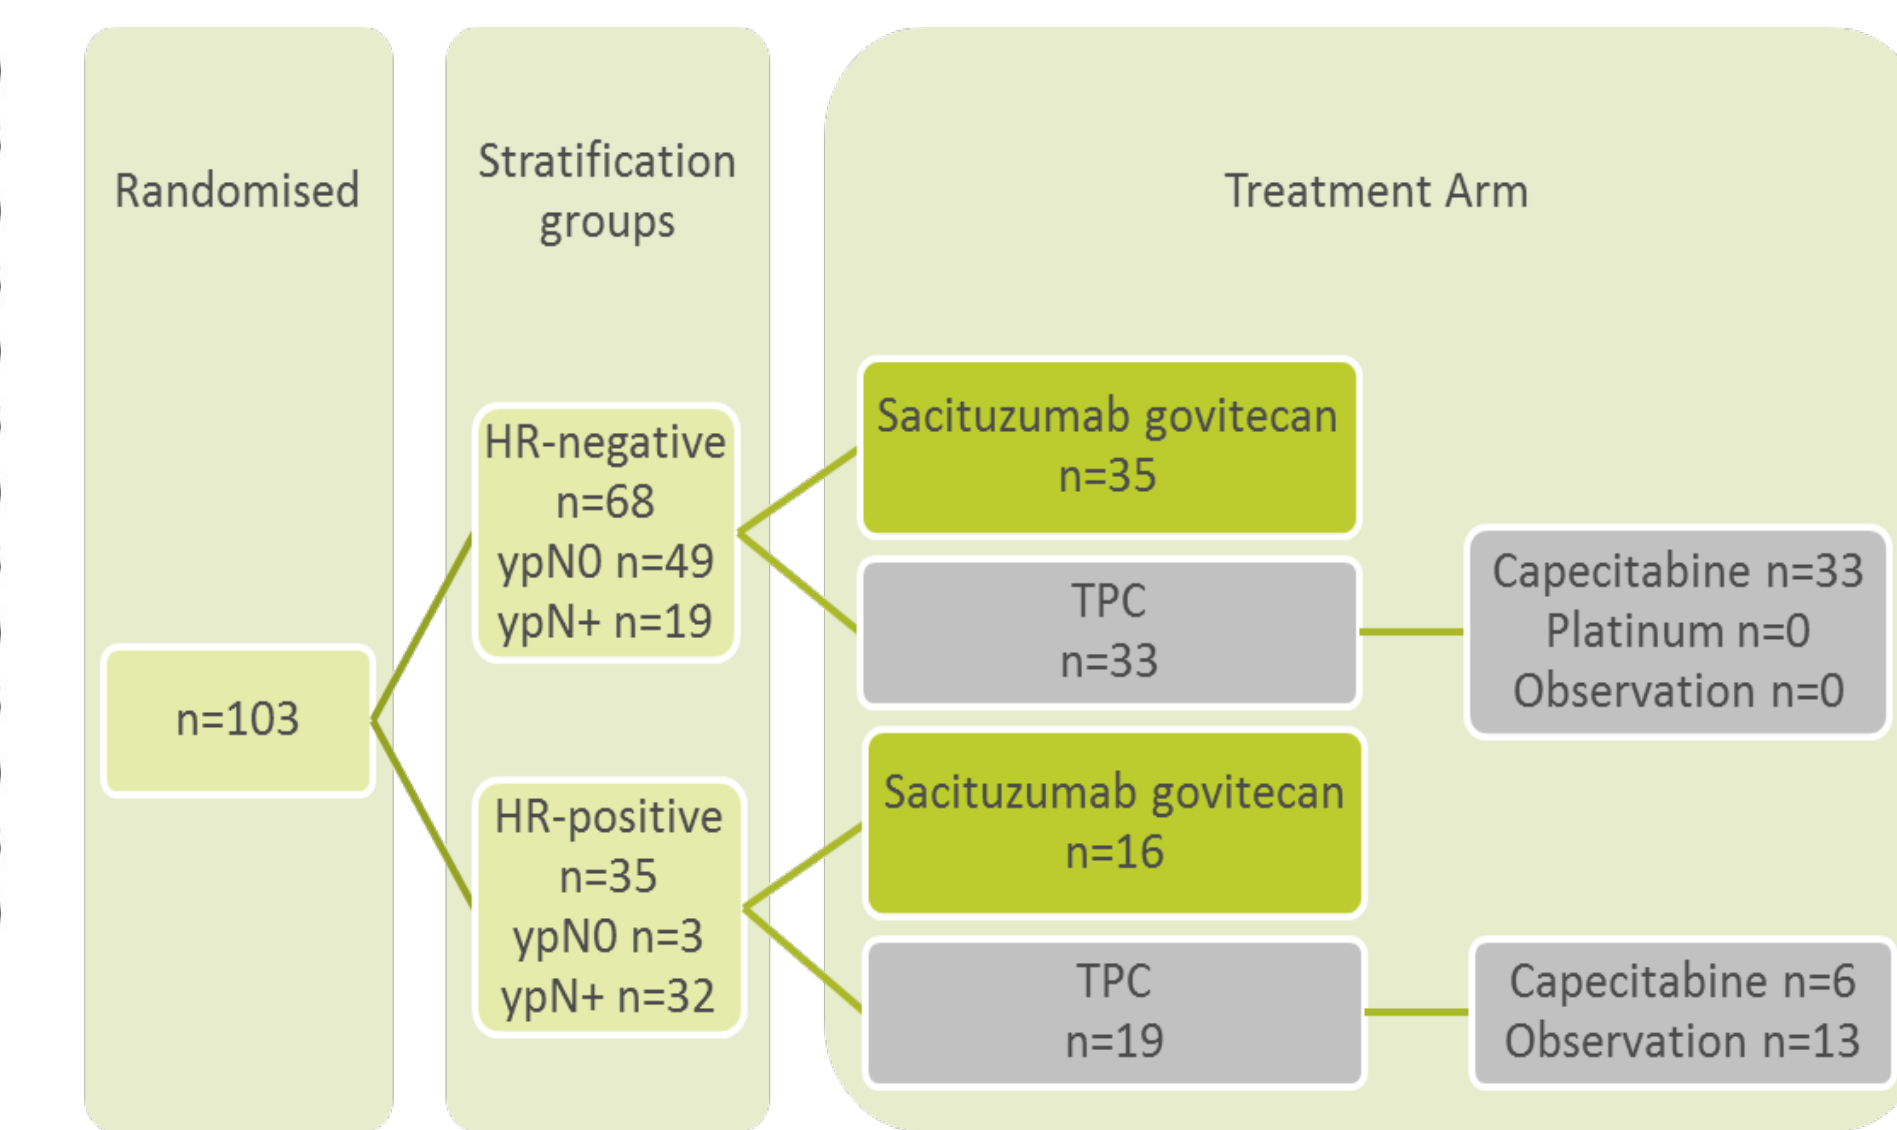 Randomised
Stratification
groups
Treatment Arm
n=103
HR-negative
n=68
ypN0 n=49
ypN+ n=19
HR-positive
n=35
ypN0 n=3
ypN+ n=32
Sacituzumab govitecan
n=35
TPC
n=33
Capecitabine n=33
Platinum n=0
Observation n=0
Sacituzumab govitecan
n=16
TPC
n=19
Capecitabine n=6
Observation n=13